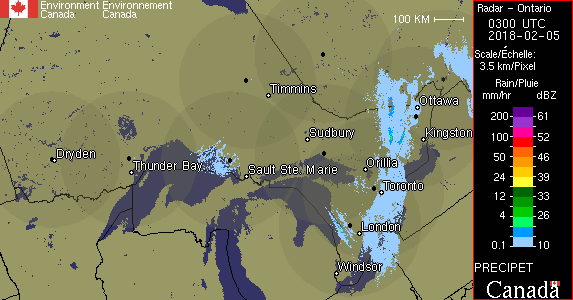 Environment Environnement
Canada Canada
100 KM
Timmins
Ottawa
Sudbury
Kingston
Dryden
Thunder Bay
Sault Ste. Marie
Orillia
Toronto
London
Windsor
Radar - Ontario
0300 UTC
2018-02-05
Scale/Échelle:
3.5 km/Pixel
Rain/Pluie
mm/hr dBZ
200 61
100 52
50 46
24 39
12 33
4 26
0.1 10
PRECIPET
Canada